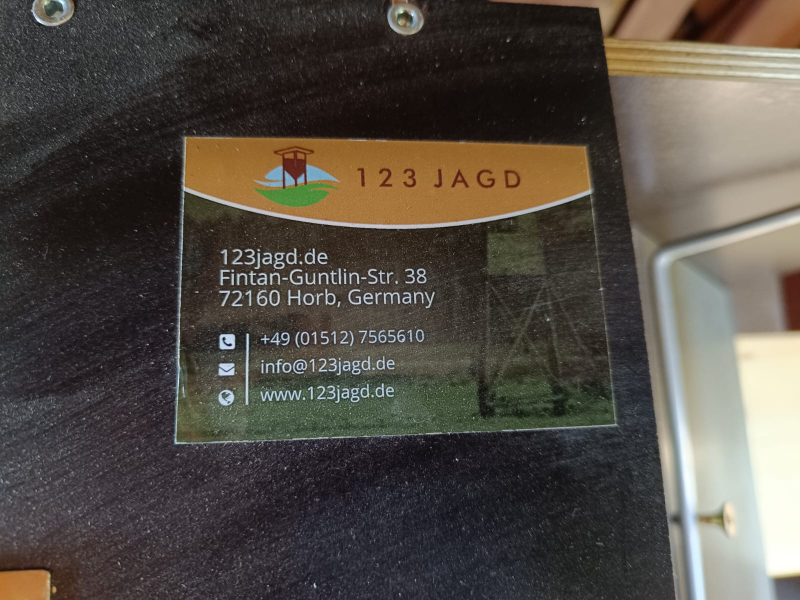 123 JAGD
123jagd.de
Fintan-Guntlin-Str. 38
72160 Horb, Germany
+49 (01512) 7565610
info@123jagd.de
www.123jagd.de